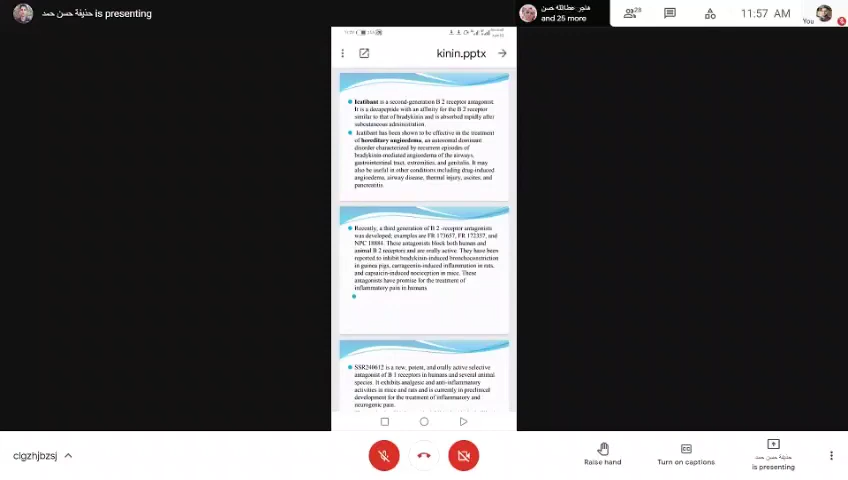 حذيفة حسن حمد is presenting
هاجر عطاالله حسن
and 25 more
28
11:57 AM
You
kinin.pptx
Icatibant is a second-generation B 2 receptor antagonist.
It is a decapeptide with an affinity for the B 2 receptor
similar to that of bradykinin and is absorbed rapidly after
subcutaneous administration.
Icatibant has been shown to be effective in the treatment
of hereditary angioedema, an autosomal dominant
disorder characterized by recurrent episodes of
bradykinin-mediated angioedema of the airways,
gastrointestinal tract, extremities, and genitalia. It may
also be useful in other conditions including drug-induced
angioedema, airway disease, thermal injury, ascites, and
pancreatitis.
Recently, a third generation of B 2 -receptor antagonists
was developed; examples are FR 173657, FR 172357, and
NPC 18884. These antagonists block both human and
animal B 2 receptors and are orally active. They have been
reported to inhibit bradykinin-induced bronchoconstriction
in guinea pigs, carrageenin-induced inflammation in rats,
and capsaicin-induced nociception in mice. These
antagonists have promise for the treatment of
inflammatory pain in humans.
SSR240612 is a new, potent, and orally active selective
antagonist of B 1 receptors in humans and several animal
species. It exhibits analgesic and anti-inflammatory
activities in mice and rats and is currently in preclinical
development for the treatment of inflammatory and
neurogenic pain.
clgzhjbzsj
Raise hand
Turn on captions
حذيفة حسن حمد
is presenting